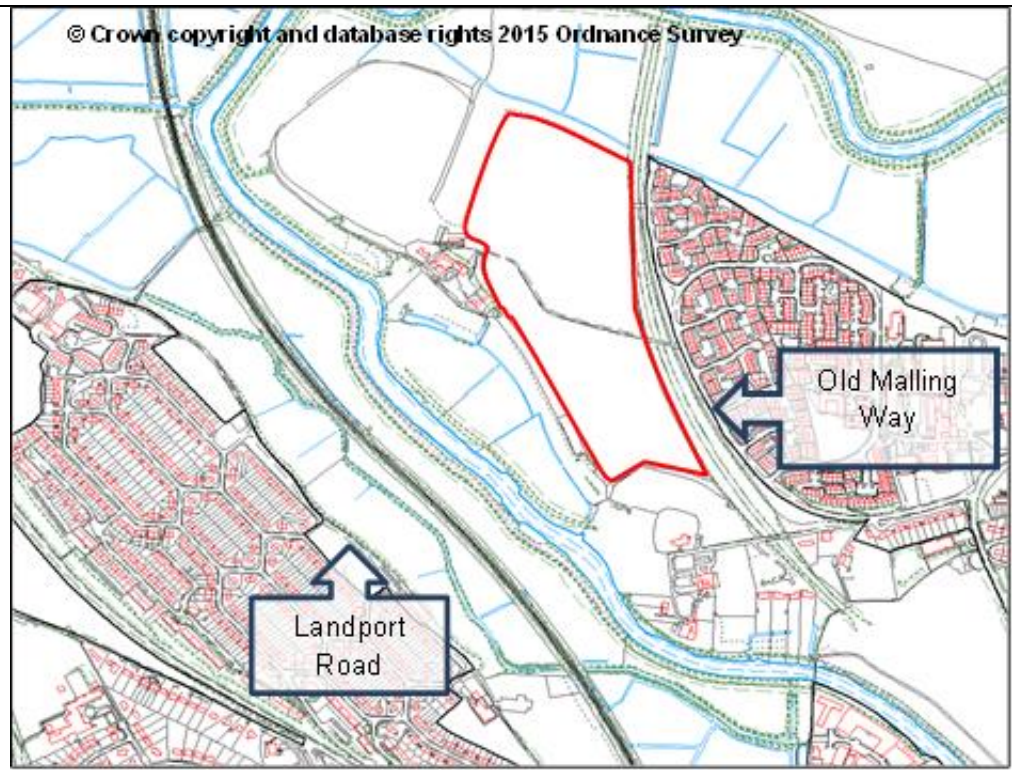 © Crown copyright and database rights 2015 Ordnance Survey
Old Malling
Way
Landport
Road